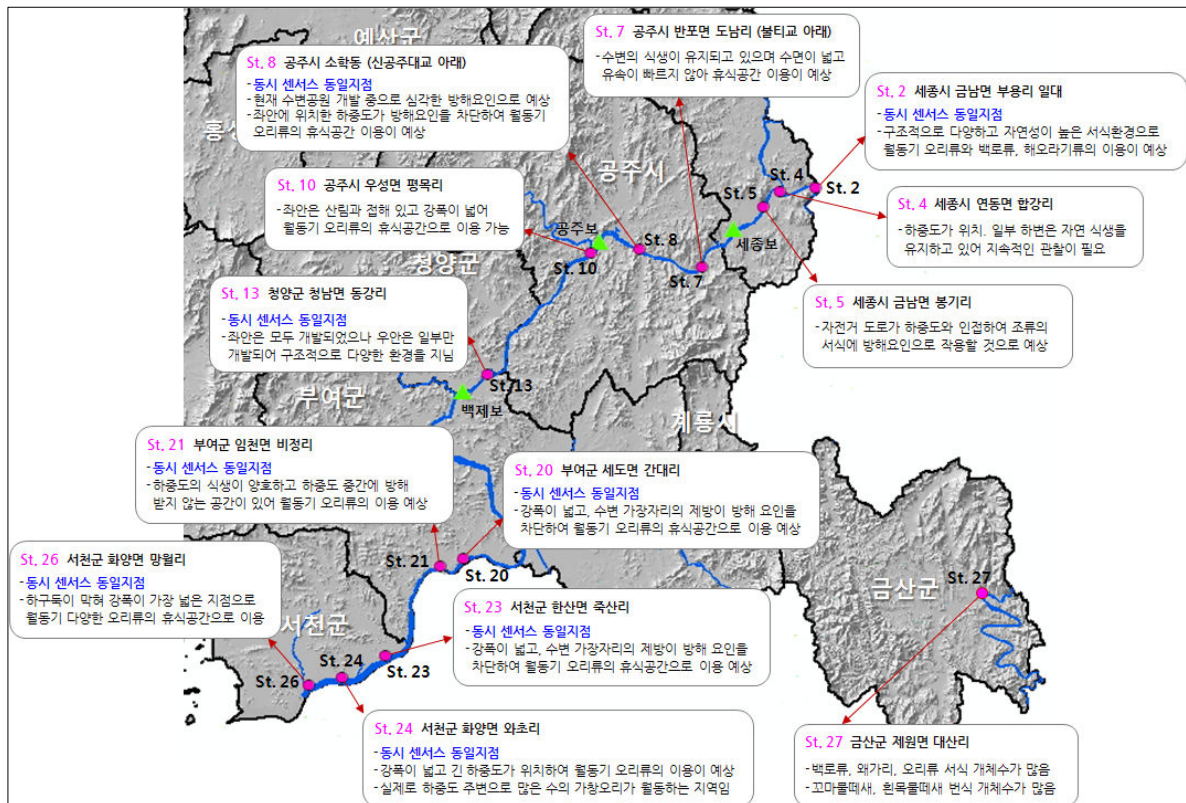 예산군
St. 7 공주시 반포면 도남리 (불티교 아래)
- 수변의 식생이 유지되고 있으며 수면이 넓고
유속이 빠르지 않아 휴식공간 이용이 예상
St. 8 공주시 소학동 (신공주대교 아래)
- 동시 센서스 동일지점
- 현재 수변공원 개발 중으로 심각한 방해요인으로 예상
- 좌안에 위치한 하중도가 방해요인을 차단하여 월동기
오리류의 휴식공간 이용이 예상
St. 2 세종시 금남면 부용리 일대
- 동시 센서스 동일지점
- 구조적으로 다양하고 자연성이 높은 서식환경으로
월동기 오리류와 백로류, 해오라기류의 이용이 예상
공주시
St. 10 공주시 우성면 평목리
- 좌안은 산림과 접해 있고 강폭이 넓어
월동기 오리류의 휴식공간으로 이용 가능
St. 4
St. 2
St. 5
St. 4 세종시 연동면 합강리
- 하중도가 위치. 일부 하변은 자연 식생을
유지하고 있어 지속적인 관찰이 필요
공주보
St. 8
세종보
St. 10
St. 7
청양군
St. 13 청양군 청남면 동강리
- 동시 센서스 동일지점
- 좌안은 모두 개발되었으나 우안은 일부만
개발되어 구조적으로 다양한 환경을 지님
St. 5 세종시 금남면 봉기리
- 자전거 도로가 하중도와 인접하여 조류의
서식에 방해요인으로 작용할 것으로 예상
St. 13
백제보
부여군
계룡시
St. 21 부여군 임천면 비정리
- 동시 센서스 동일지점
- 하중도의 식생이 양호하고 하중도 중간에 방해
받지 않는 공간이 있어 월동기 오리류의 이용 예상
St. 20 부여군 세도면 간대리
- 동시 센서스 동일지점
- 강폭이 넓고, 수변 가장자리의 제방이 방해 요인을
차단하여 월동기 오리류의 휴식공간으로 이용 예상
St. 26 서천군 화양면 망월리
- 동시 센서스 동일지점
- 하구둑이 막혀 강폭이 가장 넓은 지점으로
월동기 다양한 오리류의 휴식공간으로 이용
St. 21
St. 20
금산군
St. 27
서천군
St. 23 서천군 한산면 죽산리
- 동시 센서스 동일지점
- 강폭이 넓고, 수변 가장자리의 제방이 방해 요인을
차단하여 월동기 오리류의 휴식공간으로 이용 예상
St. 24
St. 23
St. 26
St. 24 서천군 화양면 와초리
- 동시 센서스 동일지점
- 강폭이 넓고 긴 하중도가 위치하여 월동기 오리류의 이용이 예상
- 실제로 하중도 주변으로 많은 수의 가창오리가 월동하는 지역임
St. 27 금산군 제원면 대산리
- 백로류, 왜가리, 오리류 서식 개체수가 많음
- 꼬마물떼새, 흰목물떼새 번식 개체수가 많음